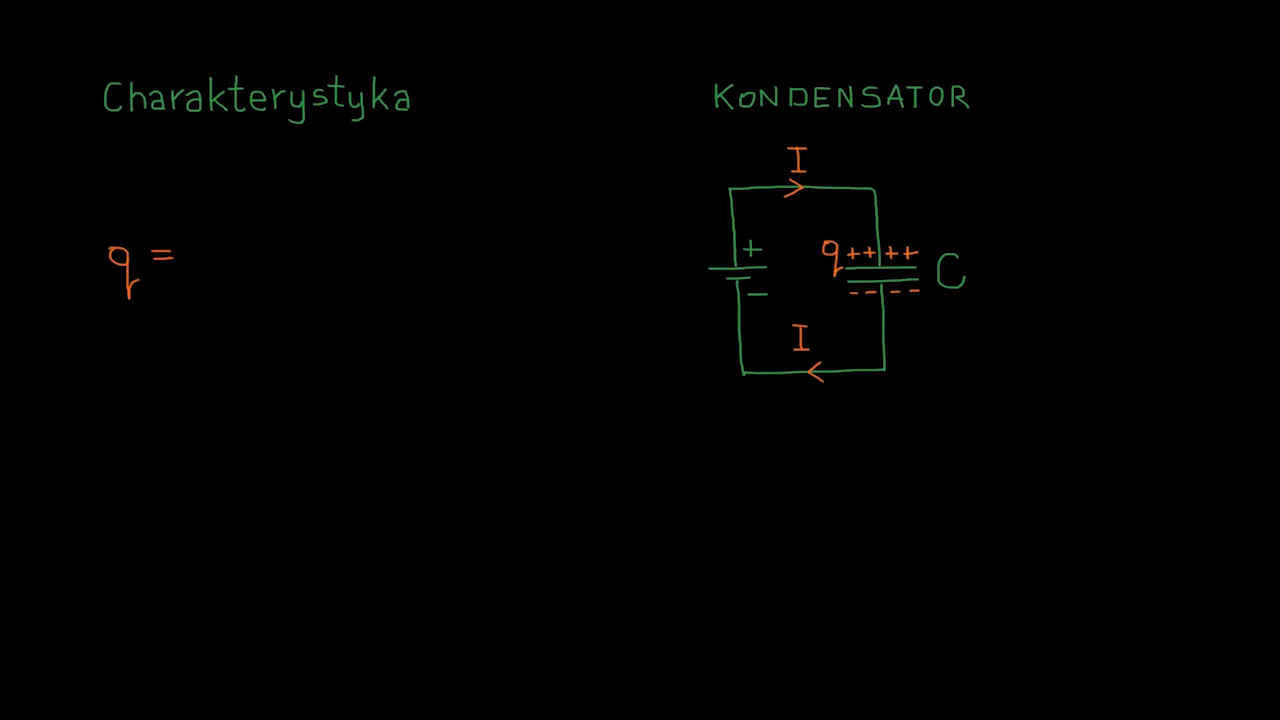 Charakterystyka
KONDENSATOR
I
+
q ++ ++
C
q =
−
- - - -
I